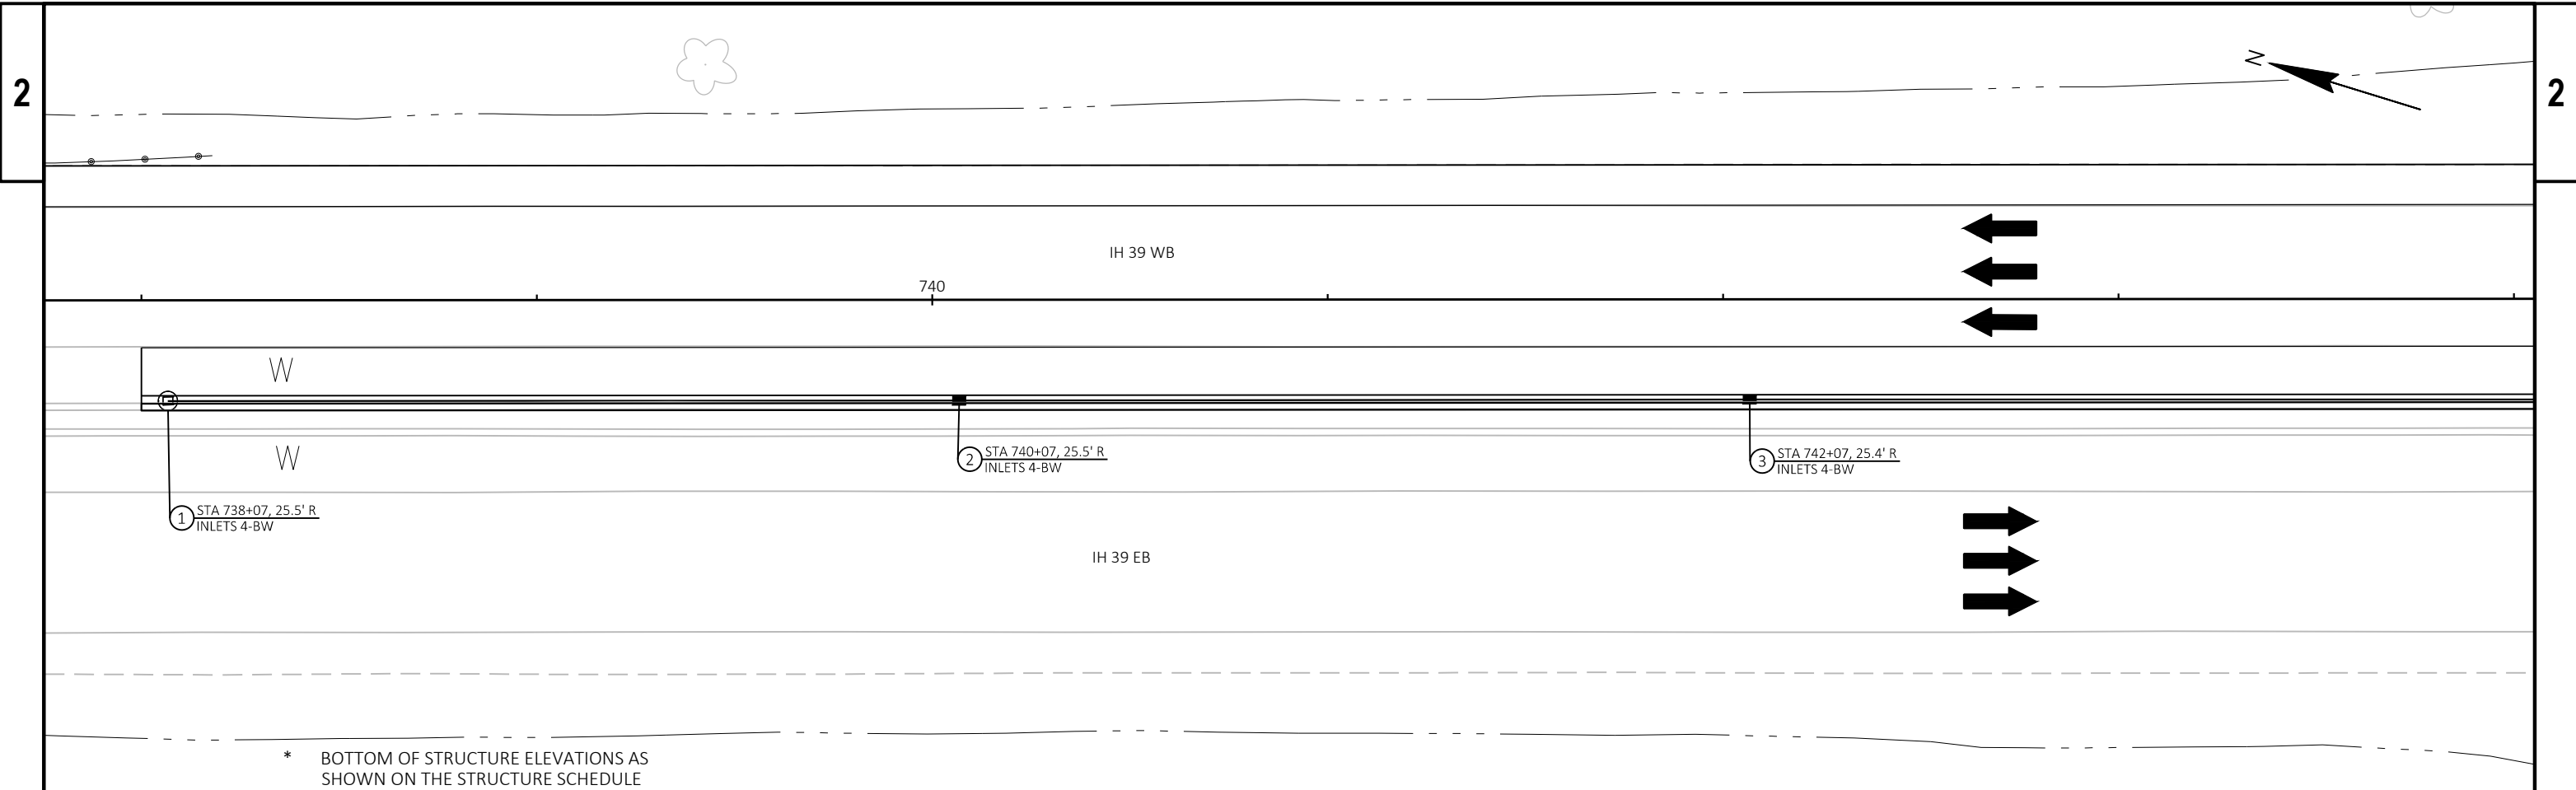 2
2
N
IH 39 WB
740
W
W
2 STA 740+07, 25.5' R
INLETS 4-BW
3 STA 742+07, 25.4' R
INLETS 4-BW
1 STA 738+07, 25.5' R
INLETS 4-BW
IH 39 EB
* BOTTOM OF STRUCTURE ELEVATIONS AS
SHOWN ON THE STRUCTURE SCHEDULE